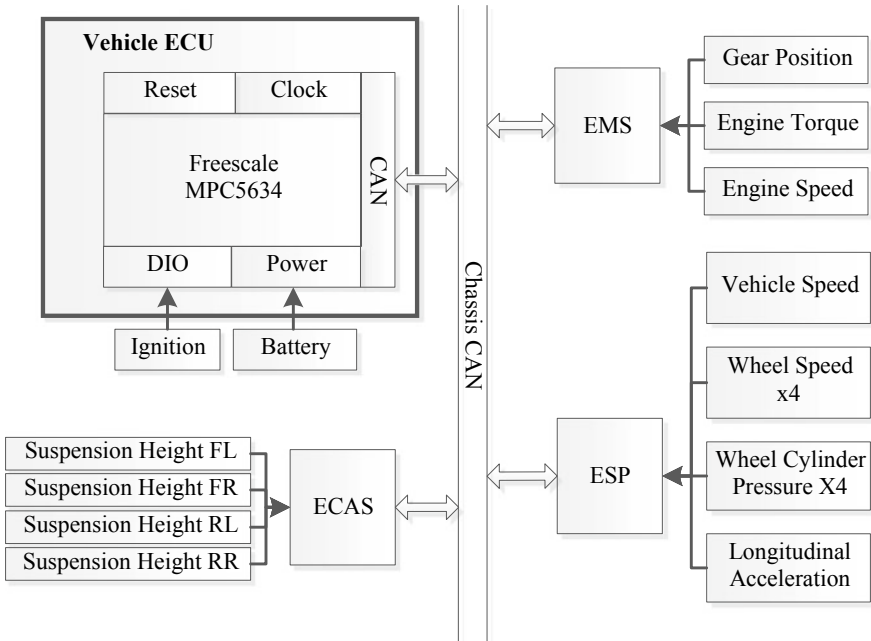 Vehicle ECU
Reset
Clock
Freescale
MPC5634
CAN
DIO
Power
Ignition
Battery
Suspension Height FL
Suspension Height FR
Suspension Height RL
Suspension Height RR
ECAS
Chassis CAN
EMS
Gear Position
Engine Torque
Engine Speed
ESP
Vehicle Speed
Wheel Speed
x4
Wheel Cylinder
Pressure X4
Longitudinal
Acceleration